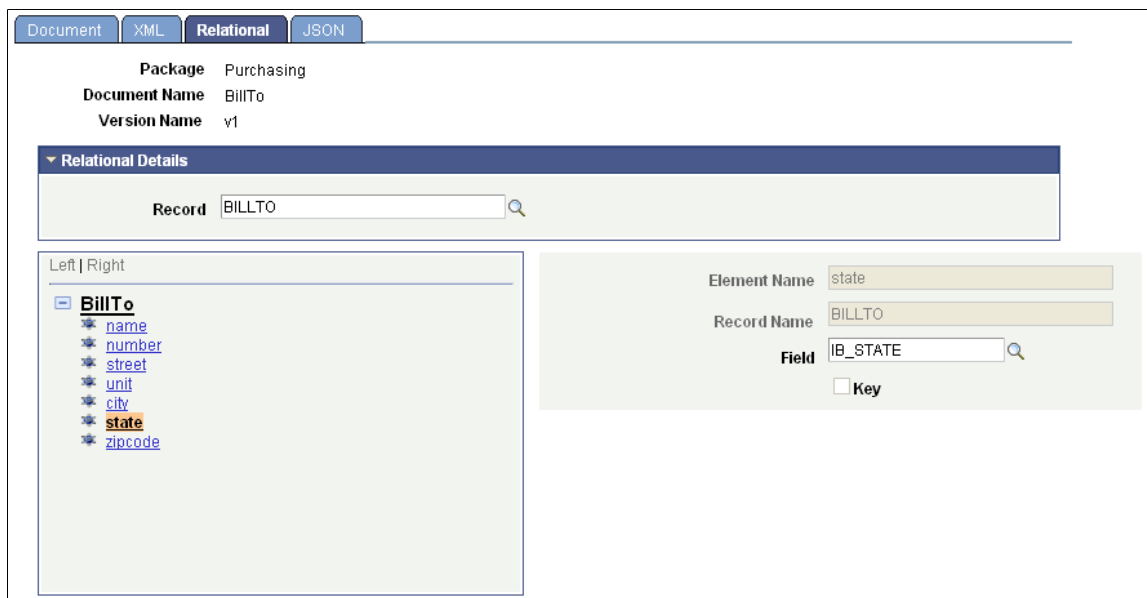 Document XML Relational JSON
Package Purchasing
Document Name BillTo
Version Name v1
Relational Details
Record BILLTO
Left | Right
BillTo
name
number
street
unit
city
state
zipcode
Element Name state
Record Name BILLTO
Field IB_STATE
Key